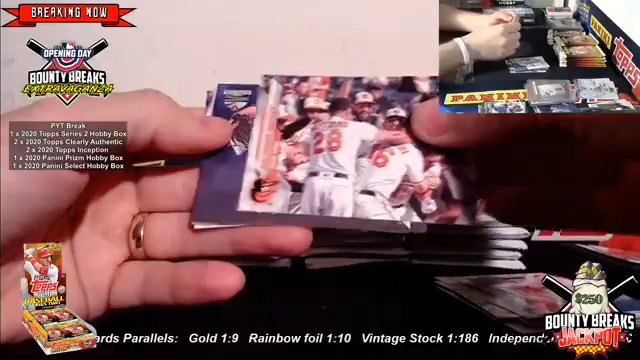 BREAKING NOW
OPENING DAY
BOUNTY BREAKS
EXTRAVAGANZA
PYT Break
1 x 2020 Topps Series 2 Hobby Box
2 x 2020 Topps Clearly Authentic
2 x 2020 Topps Inception
1 x 2020 Panini Prizm Hobby Box
1 x 2020 Panini Select Hobby Box
28
16
PANINI
PANINI
TOPPS
TOPPS
BASEBALL
$250
BOUNTY BREAKS
JACKPOT
ards Parallels: Gold 1:9 Rainbow foil 1:10 Vintage Stock 1:186 Independ